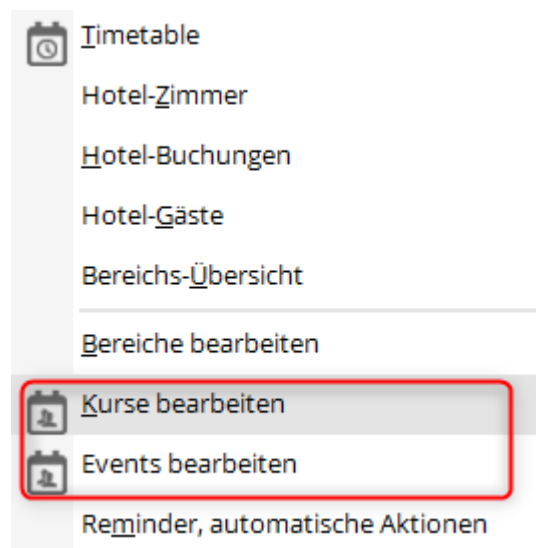 Timetable
Hotel-Zimmer
Hotel-Buchungen
Hotel-Gäste
Bereichs-Übersicht
Bereiche bearbeiten
Kurse bearbeiten
Events bearbeiten
Reminder, automatische Aktionen